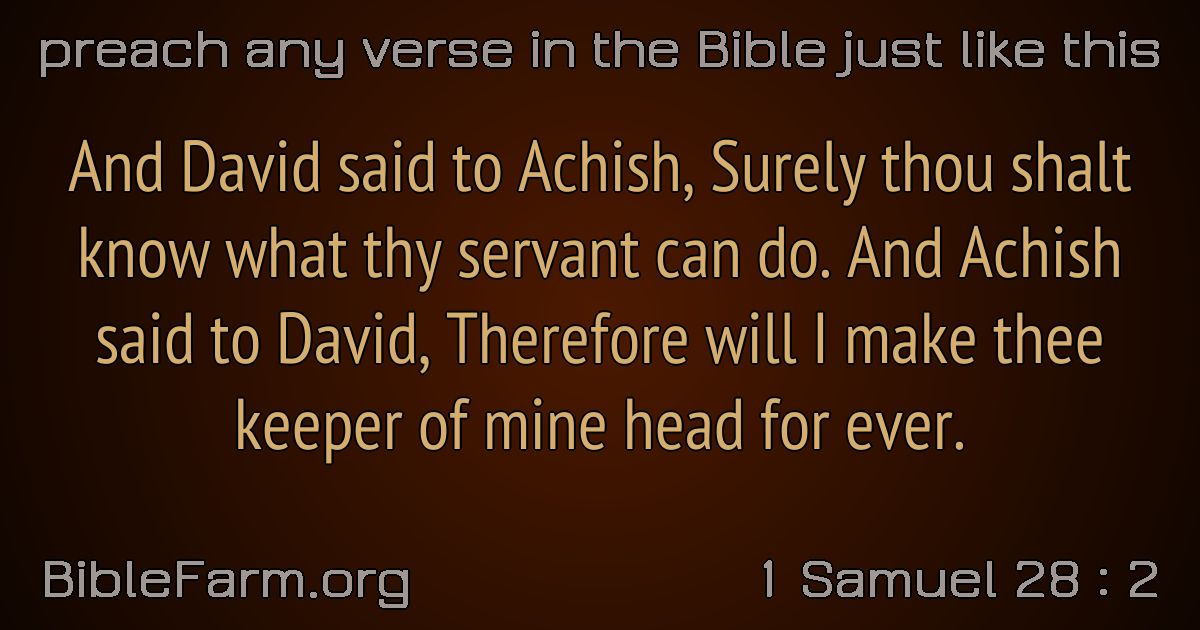 preach any verse in the Bible just like this
And David said to Achish, Surely thou shalt
know what thy servant can do. And Achish
said to David, Therefore will I make thee
keeper of mine head for ever.
BibleFarm.org
1 Samuel 28 : 2